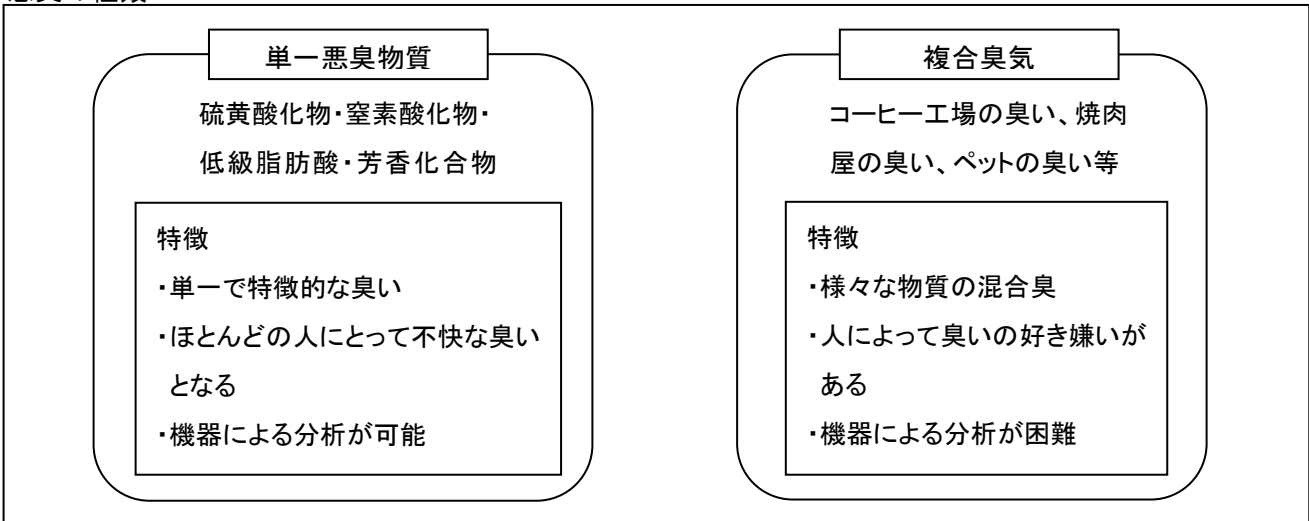 単一悪臭物質
硫黄酸化物・窒素酸化物・
低級脂肪酸・芳香化合物
特徴
・単一で特徴的な臭い
・ほとんどの人にとって不快な臭い
となる
・機器による分析が可能
複合臭気
コーヒー工場の臭い、焼肉
屋の臭い、ペットの臭い等
特徴
・様々な物質の混合臭
・人によって臭いの好き嫌いが
ある
・機器による分析が困難